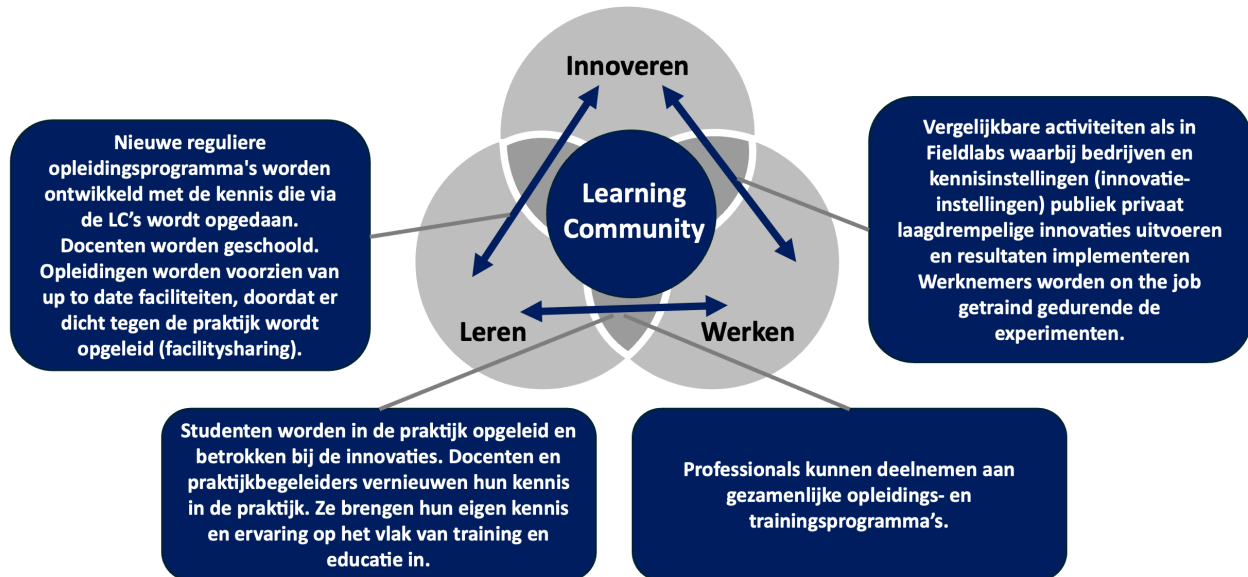 Innoveren
Learning
Community
Leren
Werken
Nieuwe reguliere
opleidingsprogramma's worden
ontwikkeld met de kennis die via
de LC's wordt opgedaan.
Docenten worden geschoold.
Opleidingen worden voorzien van
up to date faciliteiten, doordat er
dicht tegen de praktijk wordt
opgeleid (facilitysharing).
Vergelijkbare activiteiten als in
Fieldlabs waarbij bedrijven en
kennisinstellingen (innovatie-
instellingen) publiek privaat
laagdrempelige innovaties uitvoeren
en resultaten implementeren
Werknemers worden on the job
getraind gedurende de
experimenten.
Studenten worden in de praktijk opgeleid en
betrokken bij de innovaties. Docenten en
praktijkbegeleiders vernieuwen hun kennis
in de praktijk. Ze brengen hun eigen kennis
en ervaring op het vlak van training en
educatie in.
Professionals kunnen deelnemen aan
gezamenlijke opleidings- en
trainingsprogramma's.